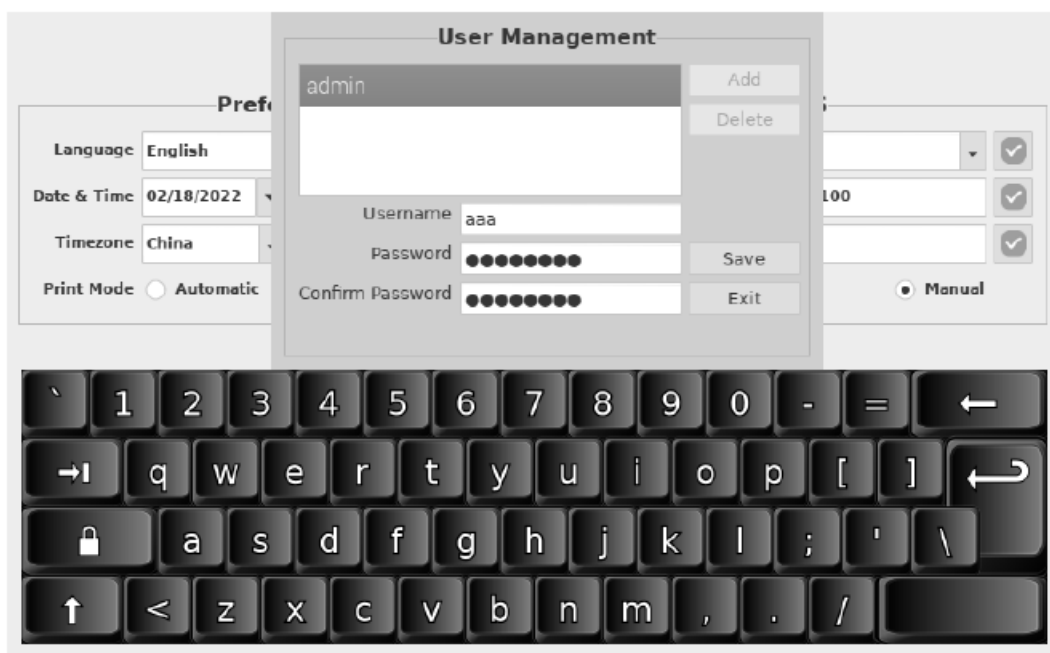 User Management
admin
Add
Delete
Prefe
s
Language English
Date & Time 02/18/2022
100
Timezone China
Print Mode Automatic
Manual
Username aaa
Password ●●●●●●●●
Save
Confirm Password ●●●●●●●●
Exit
` 1 2 3 4 5 6 7 8 9 0 - =
q w e r t y u i o p [ ]
a s d f g h j k l ; ' \
< z x c v b n m , . /